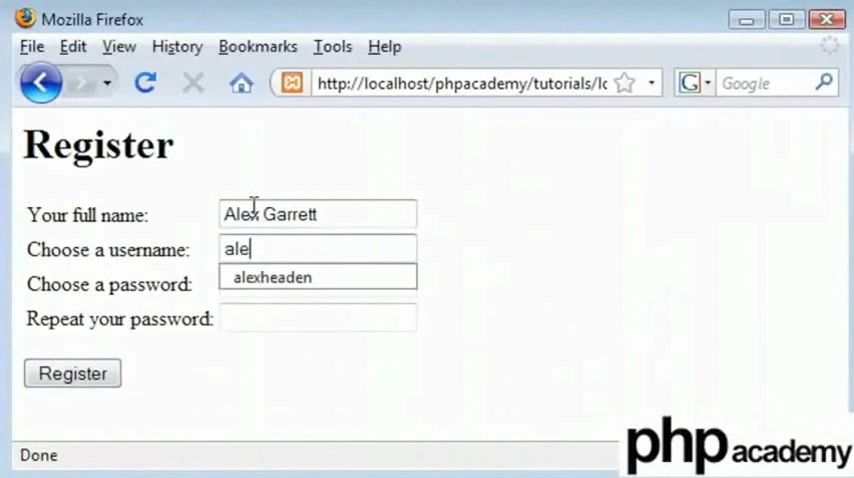 Mozilla Firefox
File Edit View History Bookmarks Tools Help
http://localhost/phpacademy/tutorials/lc Google
Register
Your full name: Alex Garrett
Choose a username: ale
alexheaden
Choose a password:
Repeat your password:
Register
Done
php academy